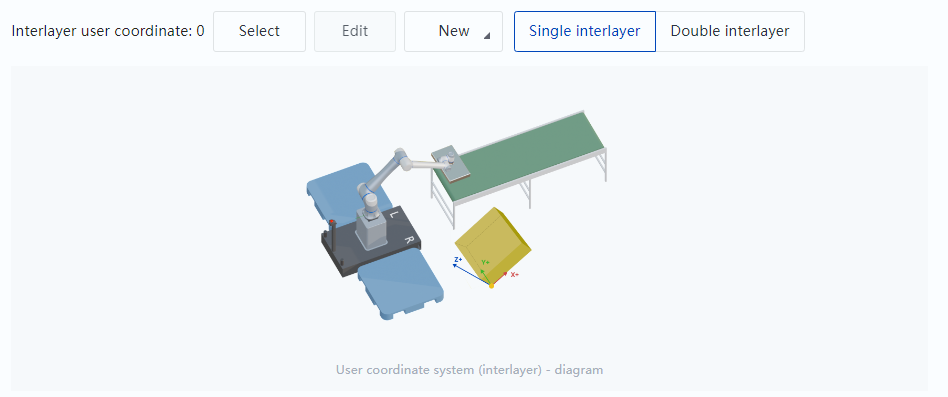 Interlayer user coordinate: 0 Select Edit New Single interlayer Double interlayer
L
R
Z+ Y+ X+
User coordinate system (interlayer) - diagram